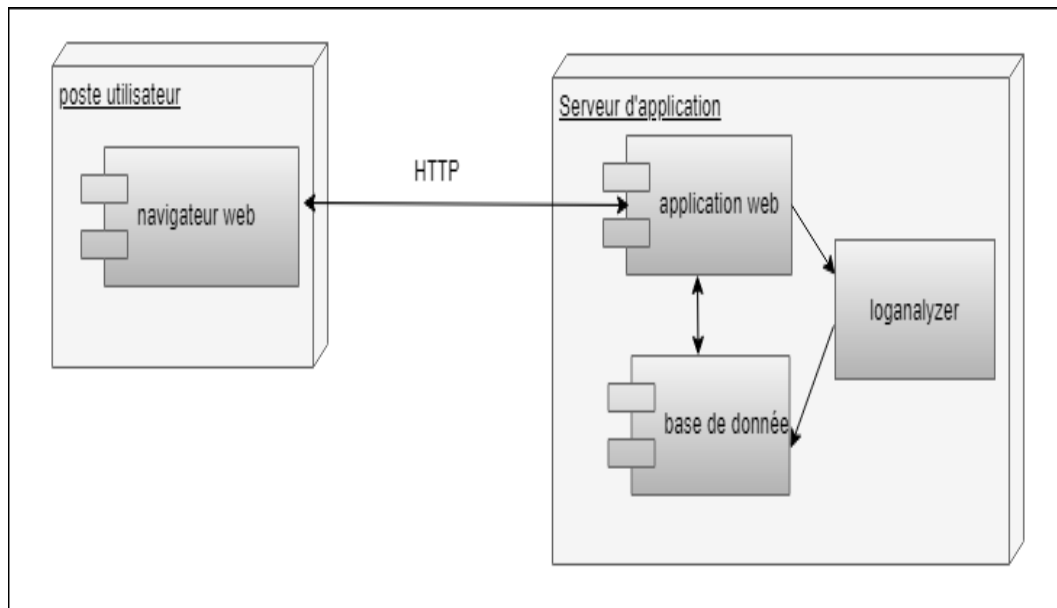 poste utilisateur
navigateur web
HTTP
Serveur d'application
application web
loganalyzer
base de donnée